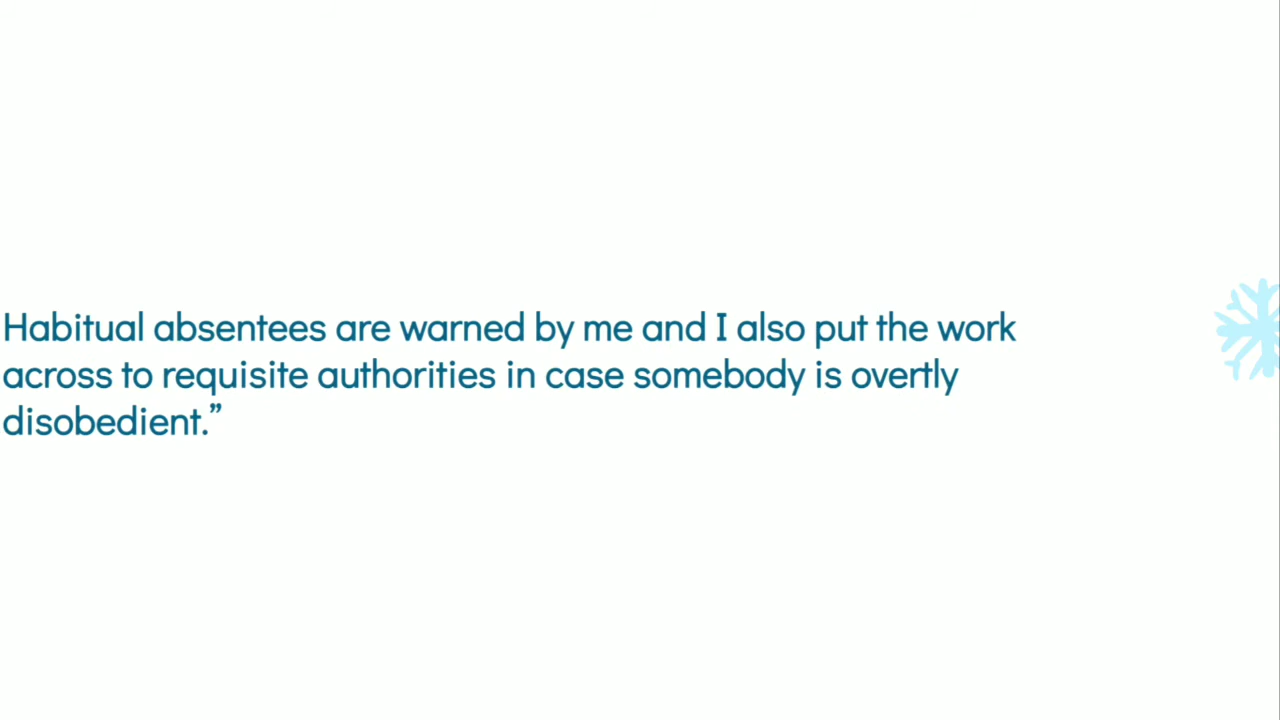 Habitual absentees are warned by me and I also put the work
across to requisite authorities in case somebody is overtly
disobedient.”